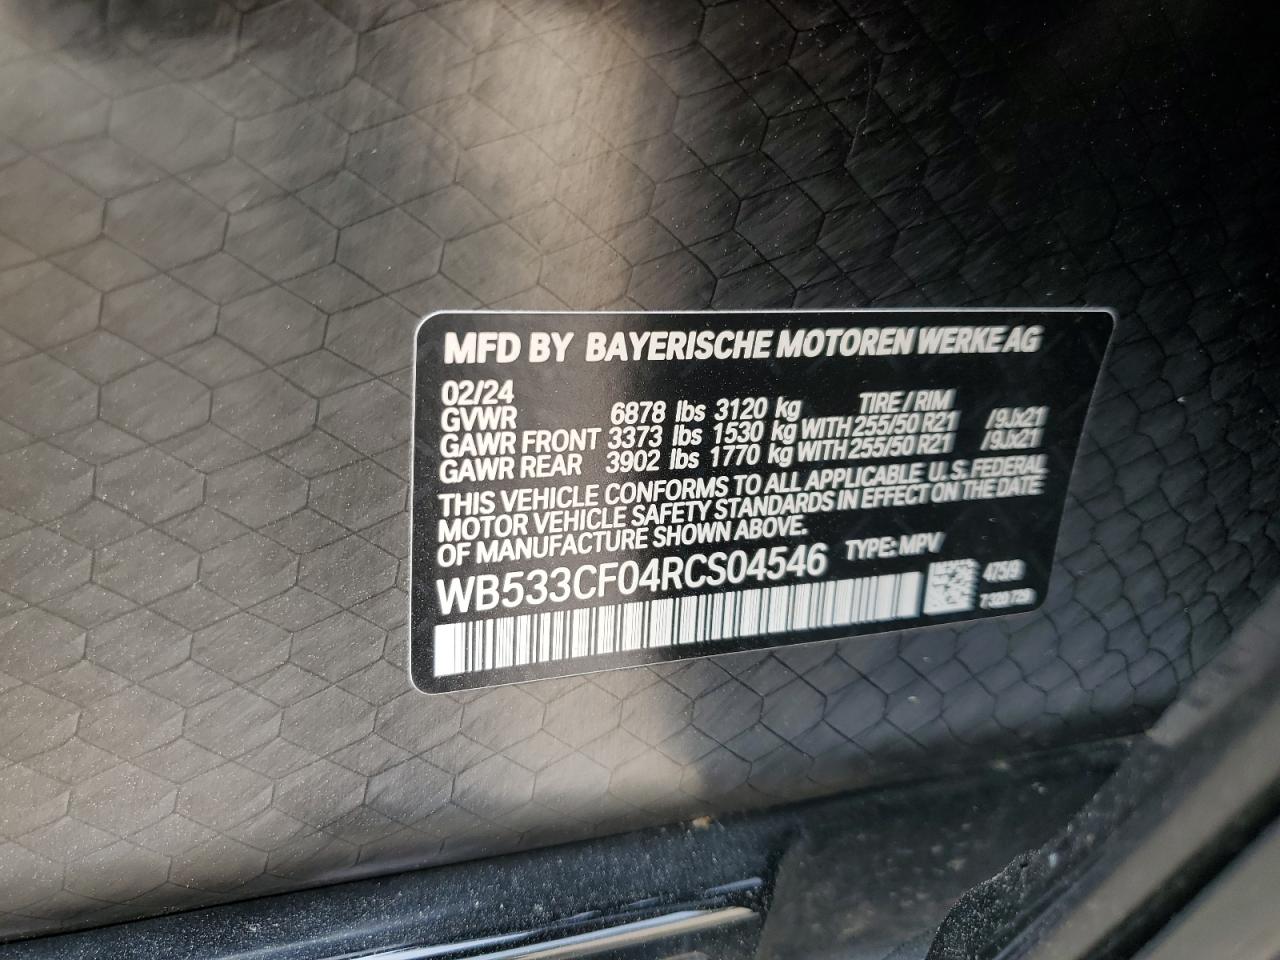 MFD BY BAYERISCHE MOTOREN WERKE AG
02/24 TIRE / RIM
GVWR 6878 lbs 3120 kg
GAWR FRONT 3373 lbs 1530 kg WITH 255/50 R21 /9Jx21
GAWR REAR 3902 lbs 1770 kg WITH 255/50 R21 /9Jx21
THIS VEHICLE CONFORMS TO ALL APPLICABLE U.S. FEDERAL
MOTOR VEHICLE SAFETY STANDARDS IN EFFECT ON THE DATE
OF MANUFACTURE SHOWN ABOVE.
WB533CF04RCS04546 TYPE: MPV